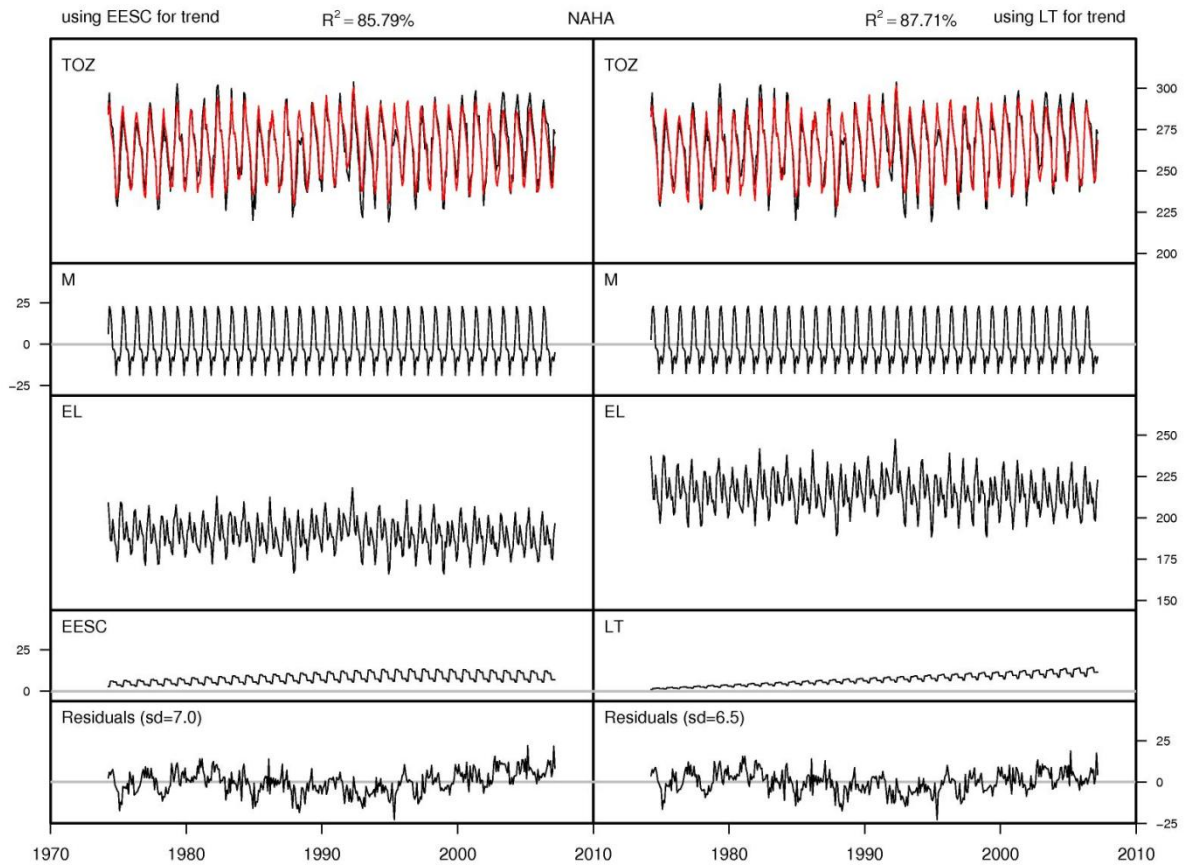 using EESC for trend R² = 85.79% NAHA R² = 87.71% using LT for trend
TOZ TOZ
300
275
250
225
200
M M
25
0
−25
EL EL
250
225
200
175
150
EESC LT
25
0
Residuals (sd=7.0) Residuals (sd=6.5)
25
0
−25
1970 1980 1990 2000 2010 1980 1990 2000 2010